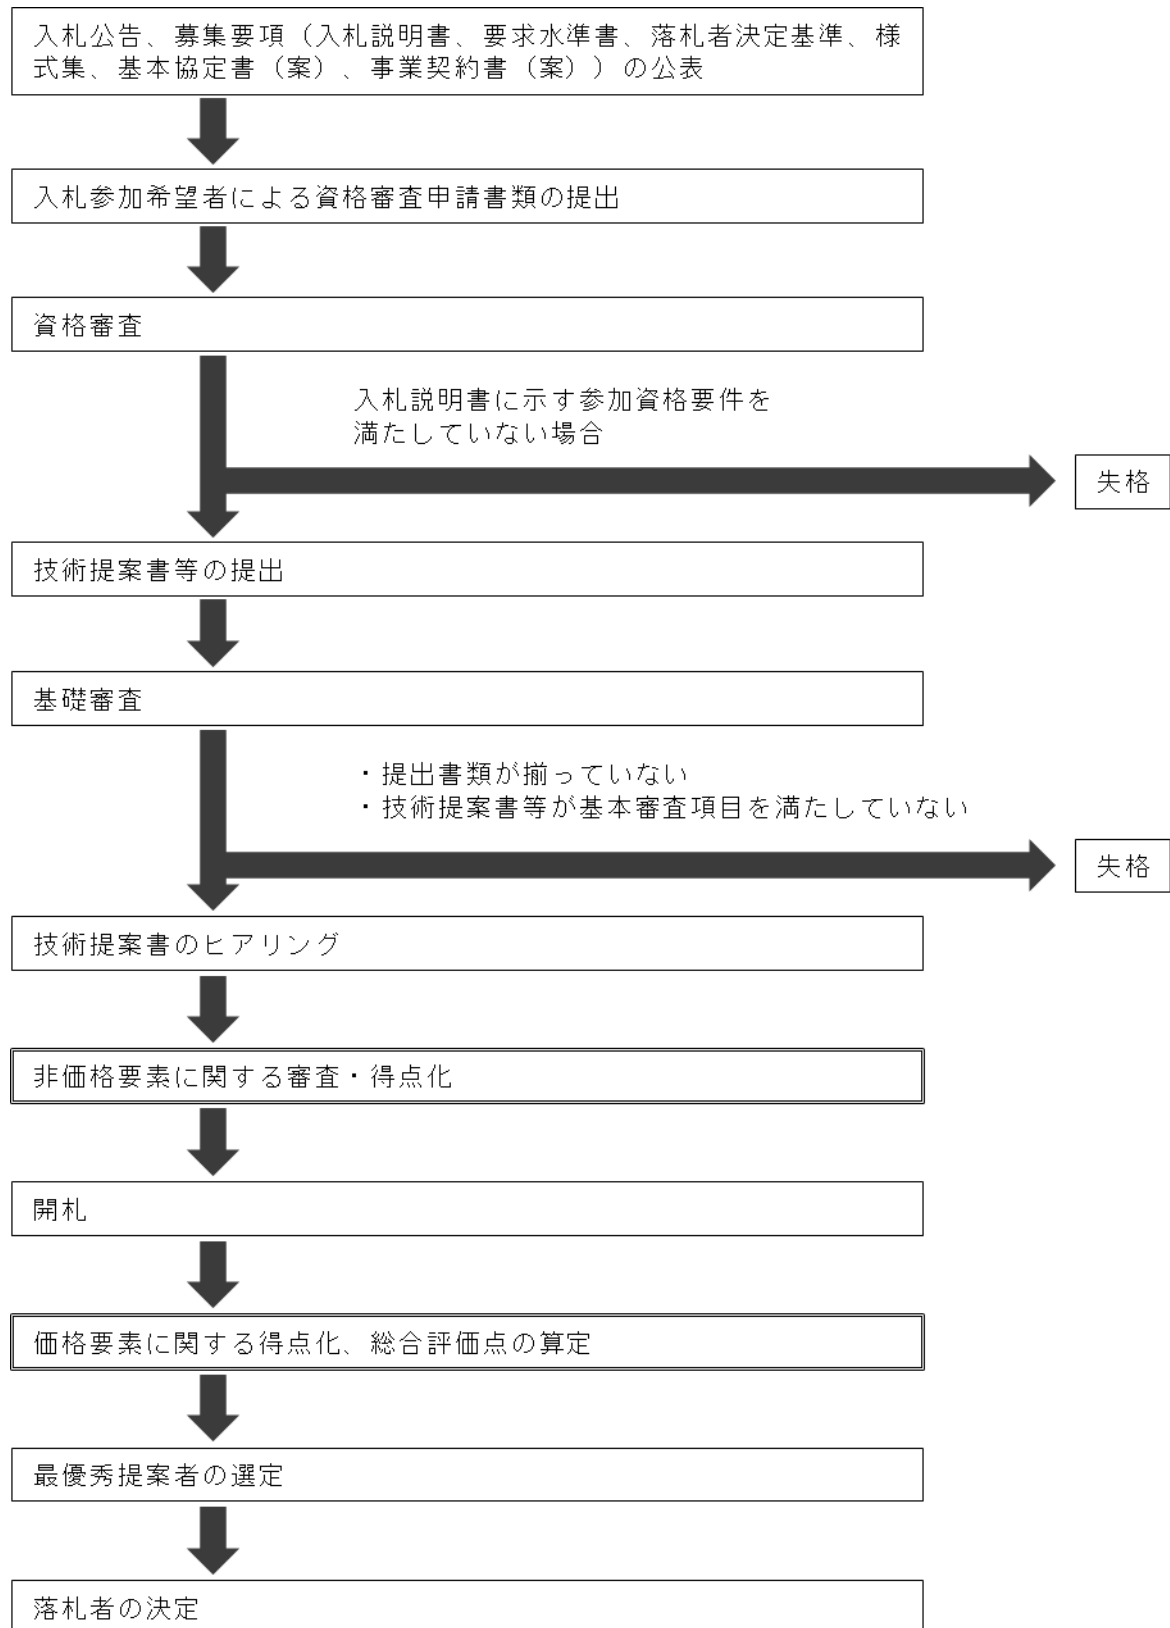 入札公告、募集要項（入札説明書、要求水準書、落札者決定基準、様
式集、基本協定書（案）、事業契約書（案））の公表
入札参加希望者による資格審査申請書類の提出
資格審査
入札説明書に示す参加資格要件を
満たしていない場合
失格
技術提案書等の提出
基礎審査
・提出書類が揃っていない
・技術提案書等が基本審査項目を満たしていない
失格
技術提案書のヒアリング
非価格要素に関する審査・得点化
開札
価格要素に関する得点化、総合評価点の算定
最優秀提案者の選定
落札者の決定